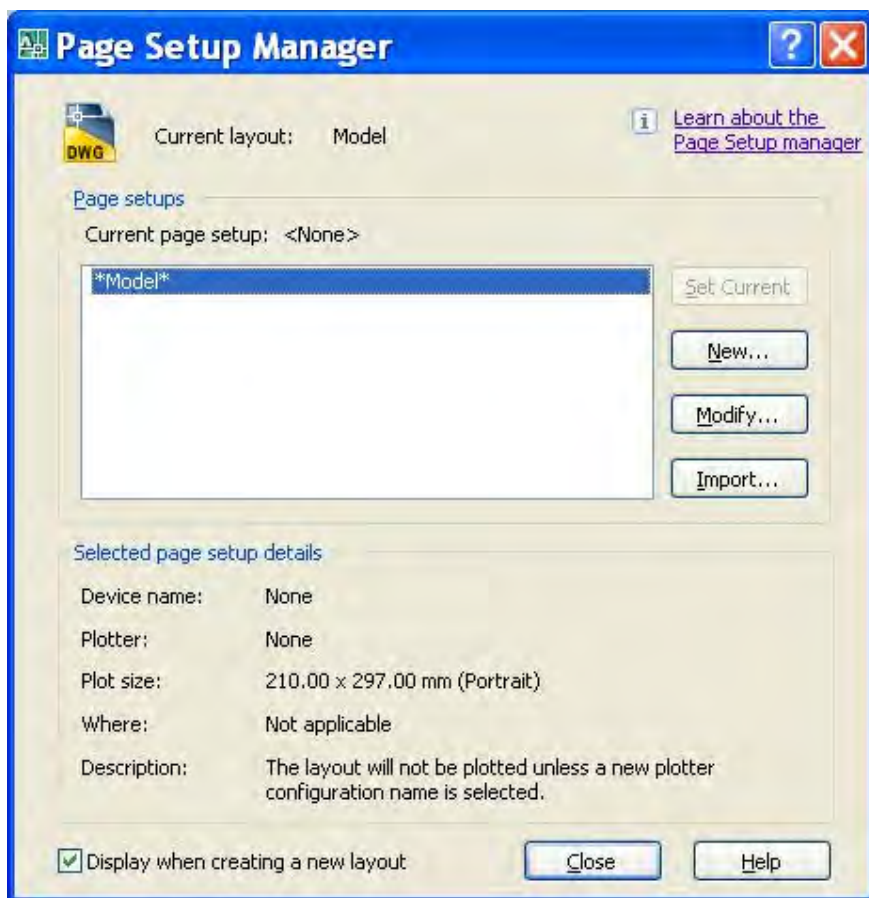 Page Setup Manager
DWG
Current layout: Model
Learn about the
Page Setup manager
Page setups
Current page setup: <None>
*Model*
Set Current
New...
Modify...
Import...
Selected page setup details
Device name: None
Plotter: None
Plot size: 210.00 x 297.00 mm (Portrait)
Where: Not applicable
Description: The layout will not be plotted unless a new plotter
configuration name is selected.
Display when creating a new layout
Close
Help